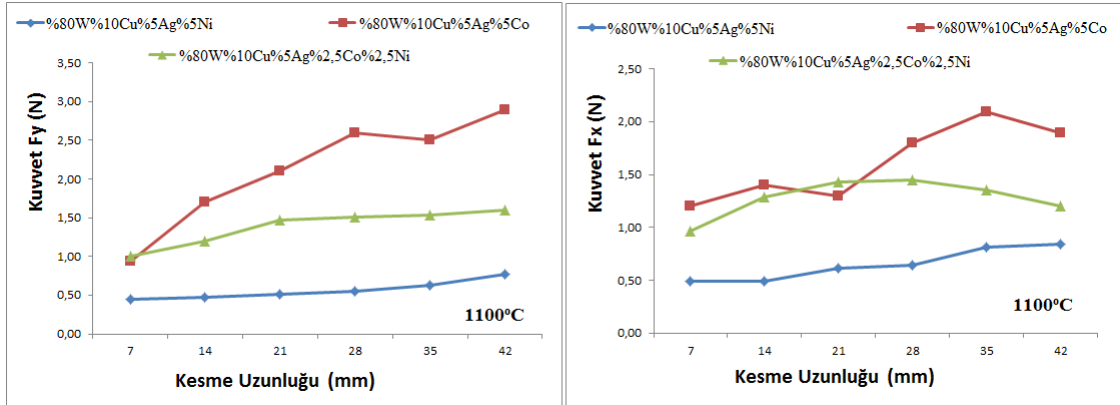 %80W%10Cu%5Ag%5Ni
%80W%10Cu%5Ag%5Co
%80W%10Cu%5Ag%2,5Co%2,5Ni
Kuvvet Fy (N)
3,50
3,00
2,50
2,00
1,50
1,00
0,50
0,00
1100ºC
7 14 21 28 35 42
Kesme Uzunluğu (mm)
%80W%10Cu%5Ag%5Ni
%80W%10Cu%5Ag%5Co
%80W%10Cu%5Ag%2,5Co%2,5Ni
Kuvvet Fx (N)
2,50
2,00
1,50
1,00
0,50
0,00
1100ºC
7 14 21 28 35 42
Kesme Uzunluğu (mm)